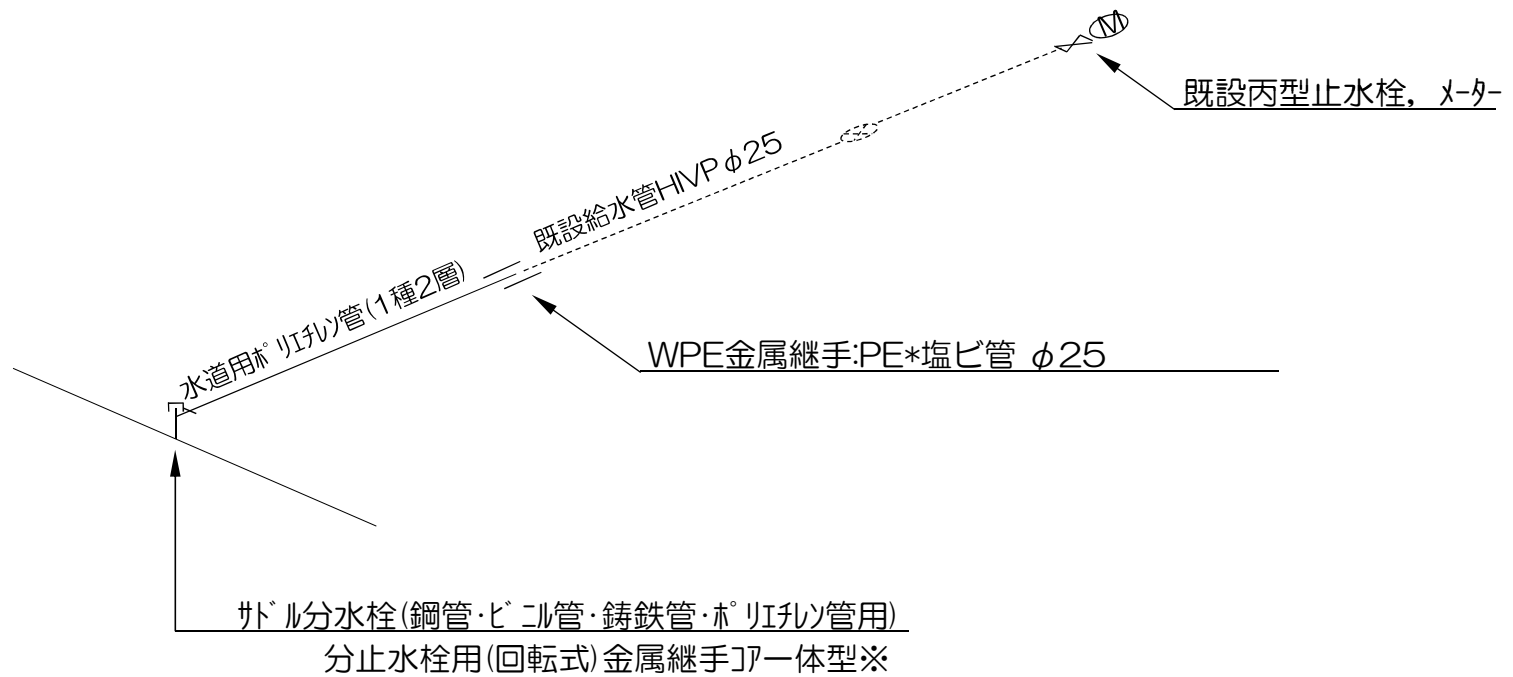 M
既設丙型止水栓，ﾒｰﾀｰ
既設給水管HIVPφ25
水道用ﾎﾟﾘｴﾁﾚﾝ管(1種2層)
WPE金属継手:PE*塩ビ管 φ25
ｻﾄﾞﾙ分水栓(鋼管･ﾋﾞﾆﾙ管･鋳鉄管･ﾎﾟﾘｴﾁﾚﾝ管用)
分止水栓用(回転式)金属継手ｺｱ一体型※